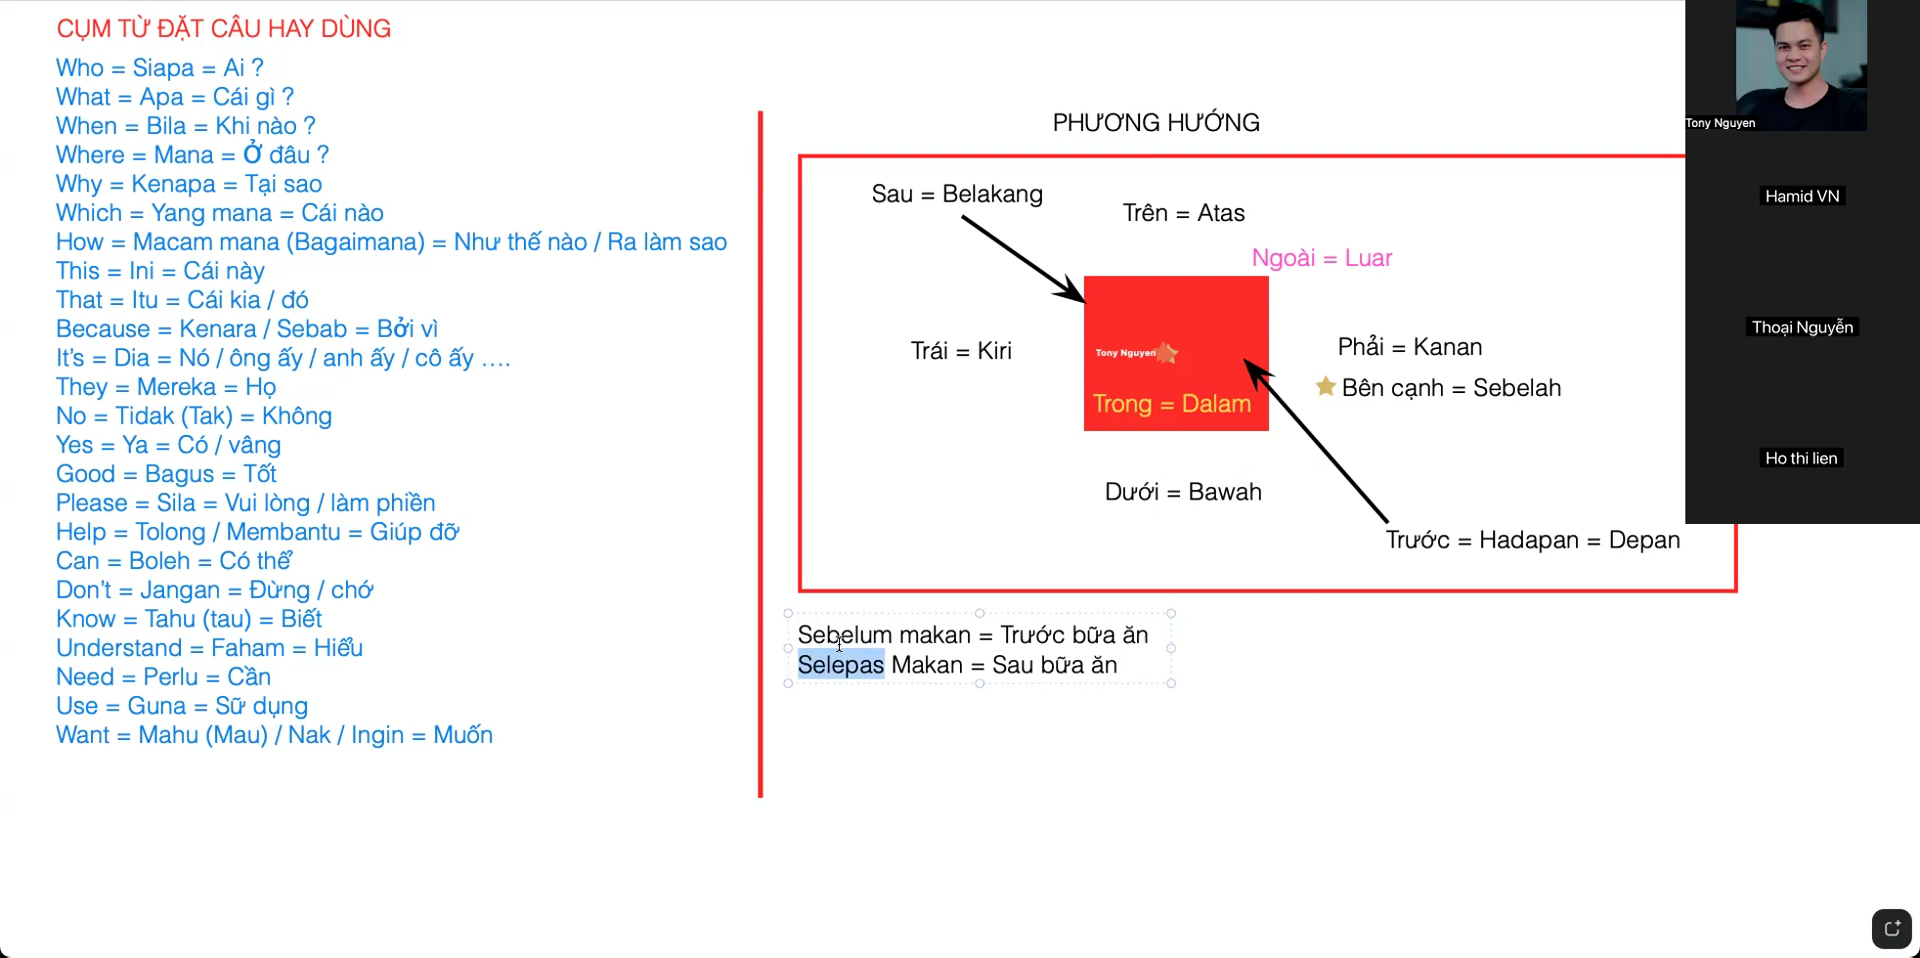 CỤM TỪ ĐẶT CÂU HAY DÙNG
Who = Siapa = Ai ?
What = Apa = Cái gì ?
When = Bila = Khi nào ?
Where = Mana = Ở đâu ?
Why = Kenapa = Tại sao
Which = Yang mana = Cái nào
How = Macam mana (Bagaimana) = Như thế nào / Ra làm sao
This = Ini = Cái này
That = Itu = Cái kia / đó
Because = Kenara / Sebab = Bởi vì
It's = Dia = Nó / ông ấy / anh ấy / cô ấy ....
They = Mereka = Họ
No = Tidak (Tak) = Không
Yes = Ya = Có / vâng
Good = Bagus = Tốt
Please = Sila = Vui lòng / làm phiền
Help = Tolong / Membantu = Giúp đỡ
Can = Boleh = Có thể
Don't = Jangan = Đừng / chớ
Know = Tahu (tau) = Biết
Understand = Faham = Hiểu
Need = Perlu = Cần
Use = Guna = Sữ dụng
Want = Mahu (Mau) / Nak / Ingin = Muốn
PHƯƠNG HƯỚNG
Sau = Belakang
Trên = Atas
Ngoài = Luar
Trái = Kiri
Tony Nguyen
Trong = Dalam
Phải = Kanan
Bên cạnh = Sebelah
Dưới = Bawah
Trước = Hadapan = Depan
Sebelum makan = Trước bữa ăn
Selepas Makan = Sau bữa ăn
Tony Nguyen
Hamid VN
Thoại Nguyễn
Ho thi lien